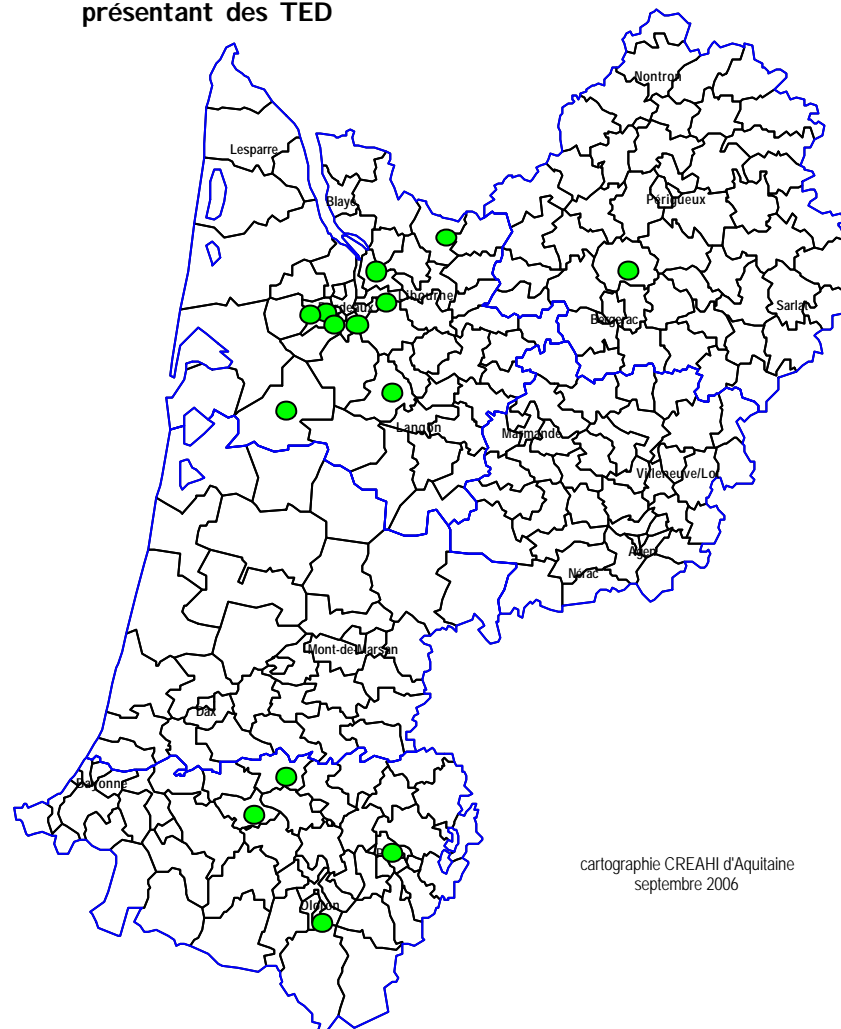 présentant des TED
Nontron
Lesparre
Blaye
Périgueux
Libourne
Sarlat
Bergerac
Langon
Marmande
Villeneuve/Lot
Agen
Nérac
Mont-de-Marsan
Dax
Bayonne
Oloron
cartographie CREAHI d'Aquitaine
septembre 2006